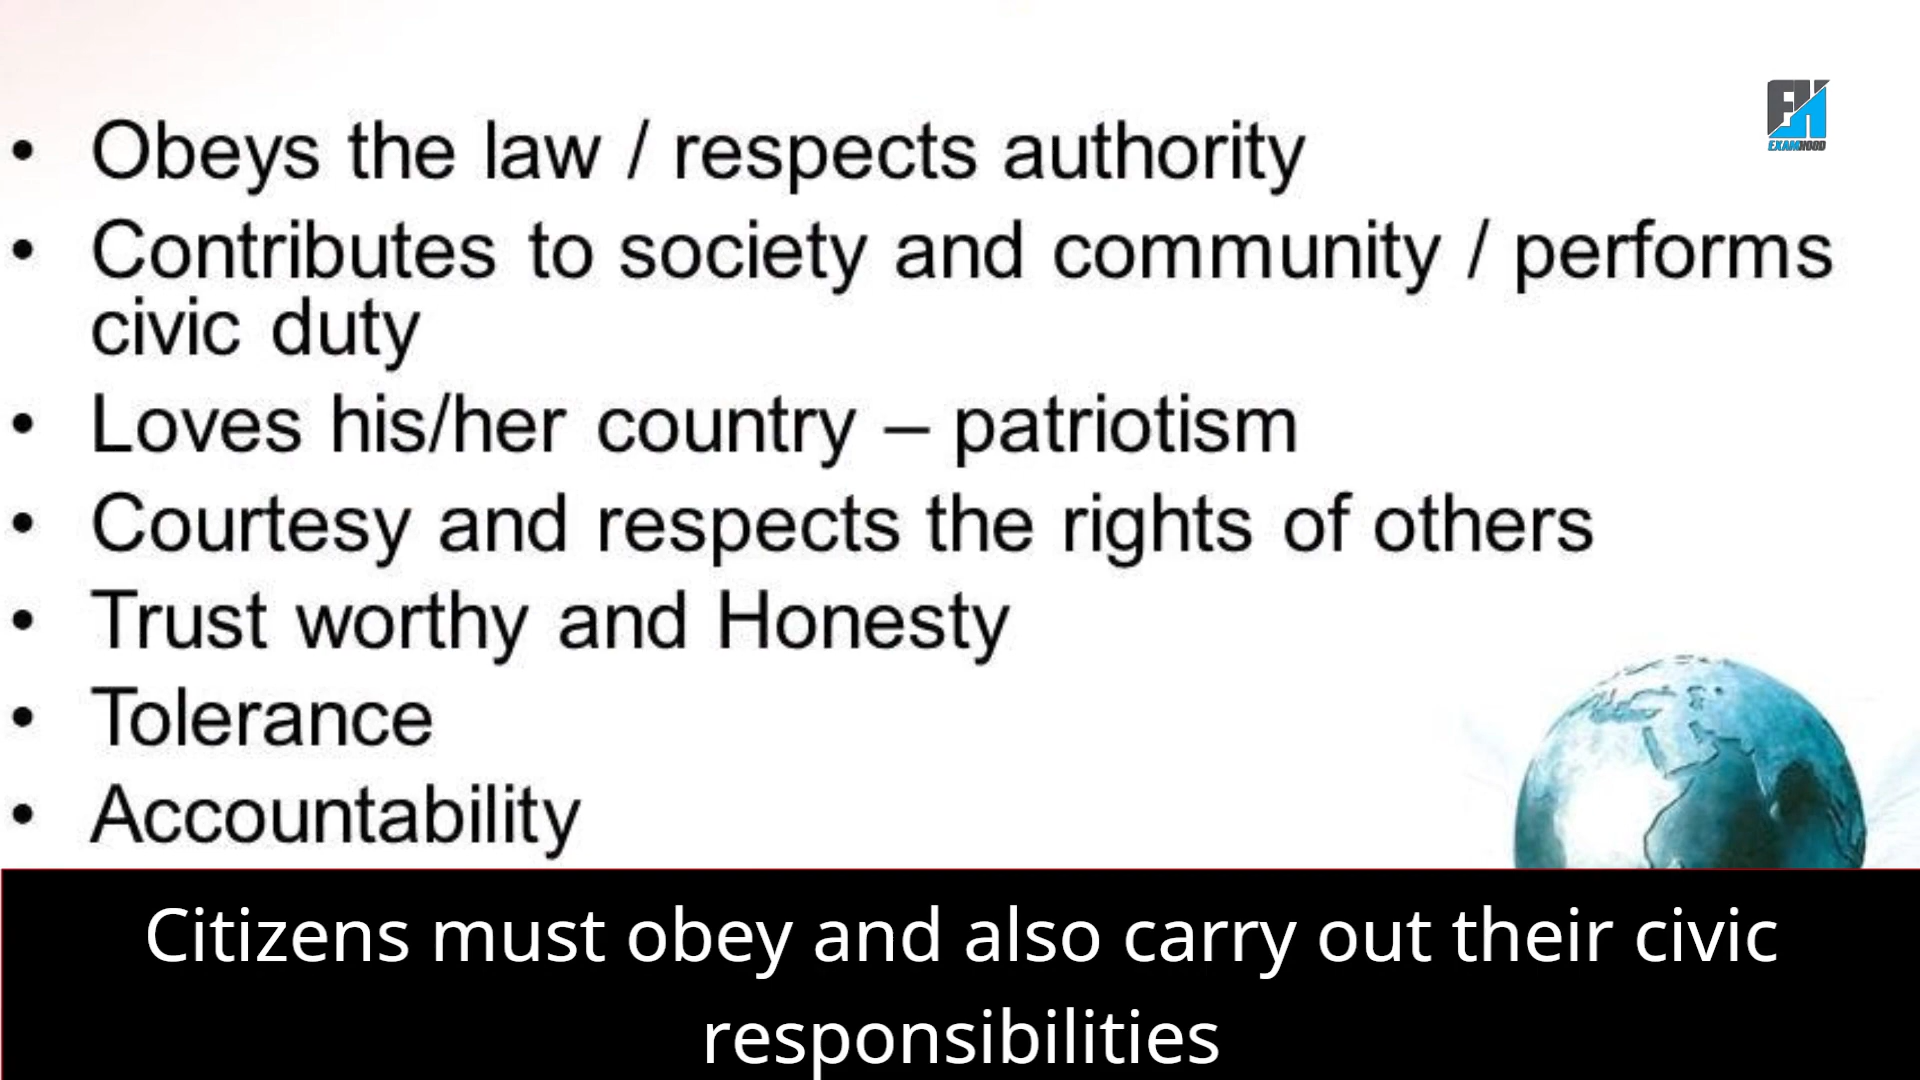 • Obeys the law / respects authority
• Contributes to society and community / performs
civic duty
• Loves his/her country – patriotism
• Courtesy and respects the rights of others
• Trust worthy and Honesty
• Tolerance
• Accountability
Citizens must obey and also carry out their civic
responsibilities
EXAMHOOD